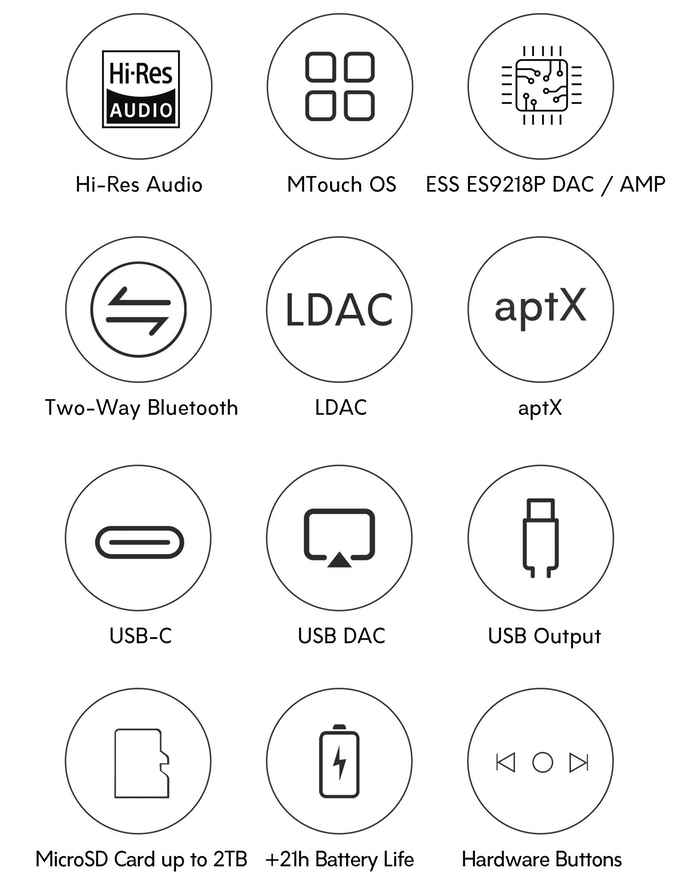 Hi-Res
AUDIO
Hi-Res Audio
MTouch OS
ESS ES9218P DAC / AMP
LDAC
aptX
Two-Way Bluetooth
LDAC
aptX
USB-C
USB DAC
USB Output
MicroSD Card up to 2TB
+21h Battery Life
Hardware Buttons